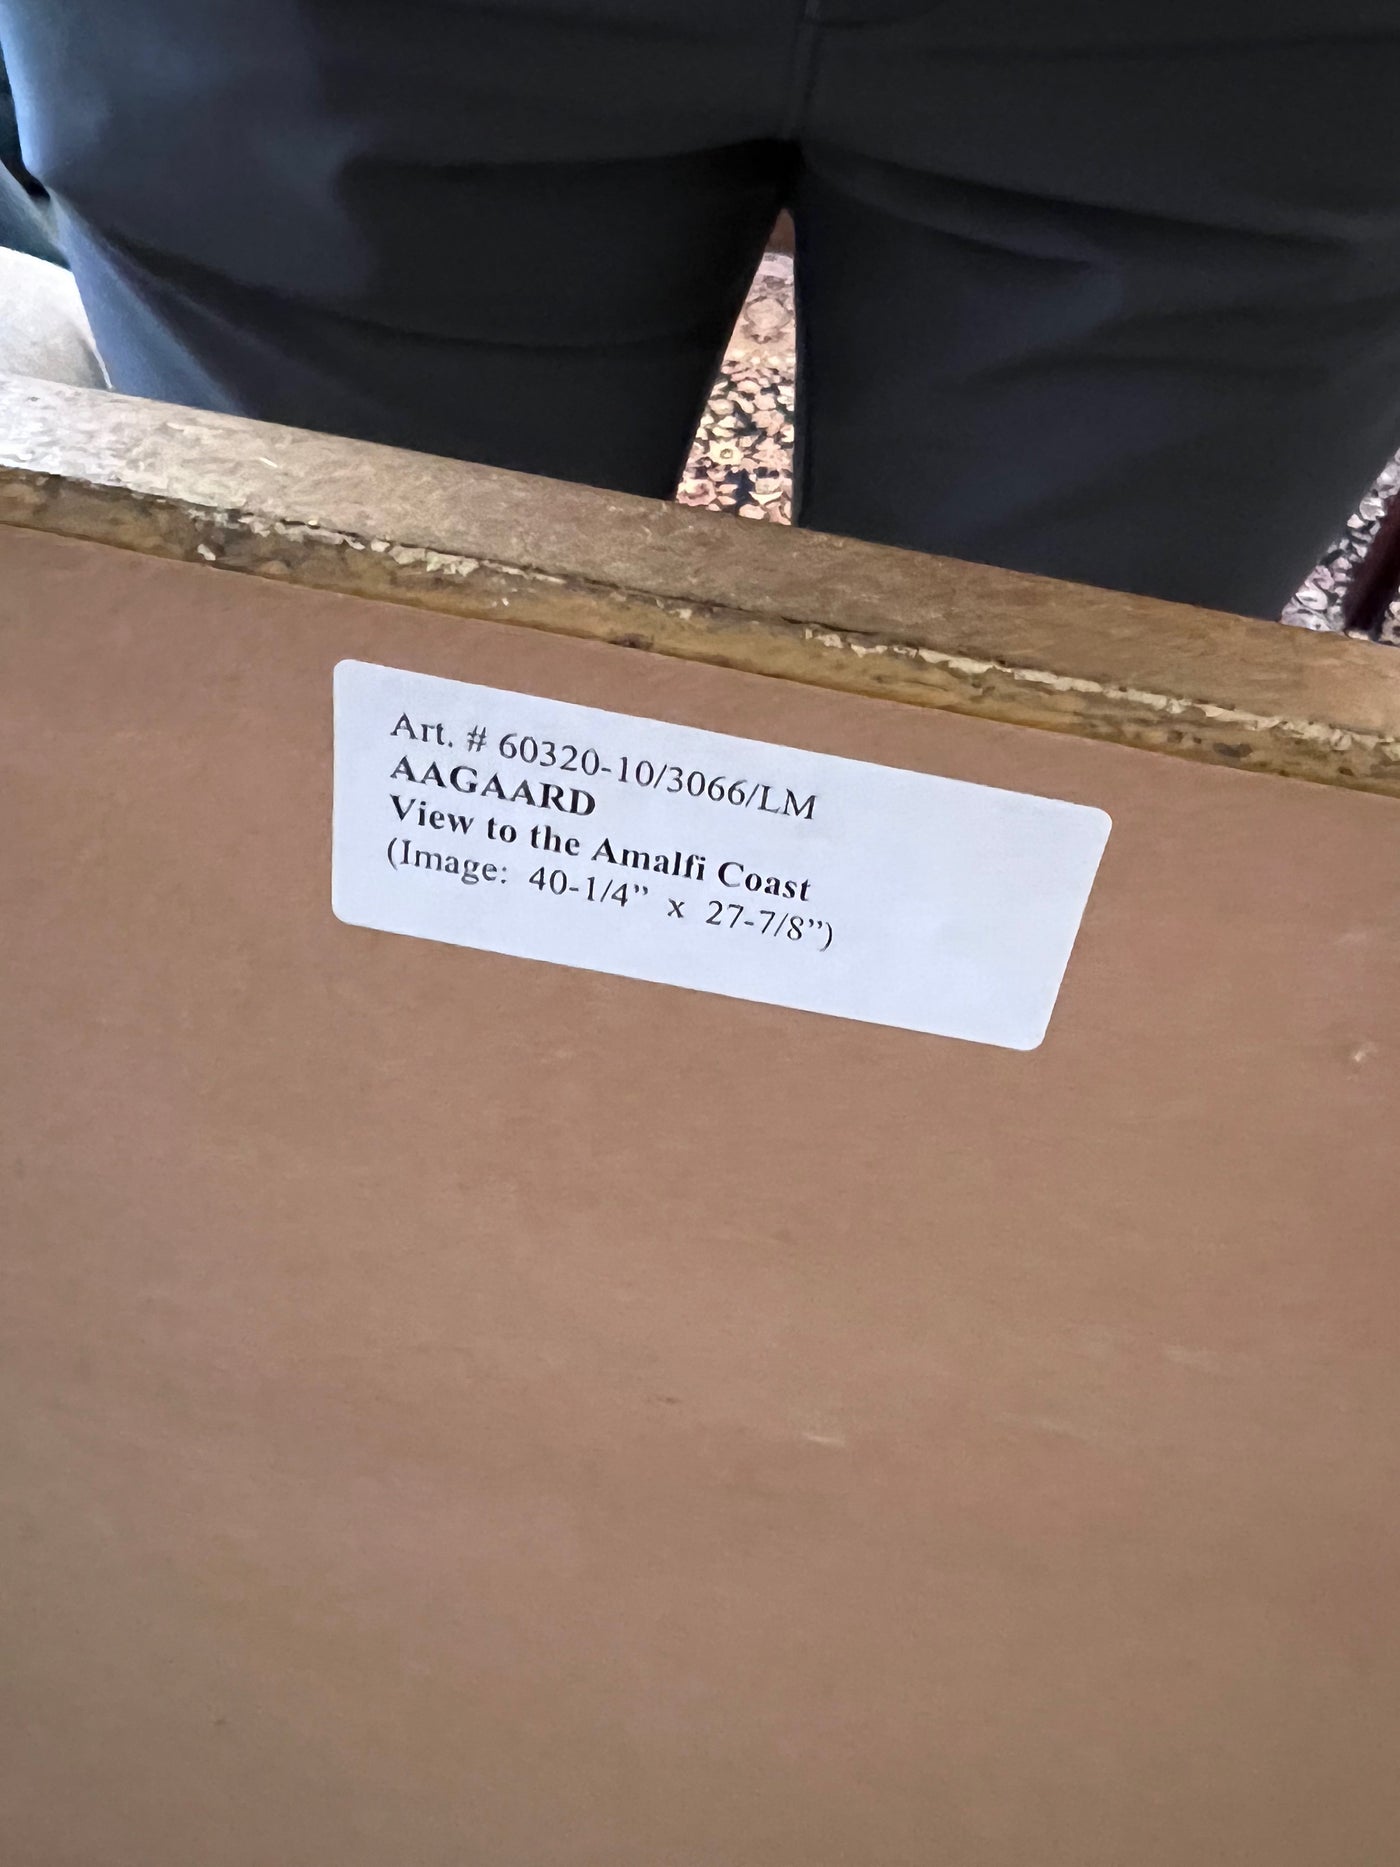 Art. # 60320-10/3066/LM
AAGAARD
View to the Amalfi Coast
(Image: 40-1/4” x 27-7/8”)